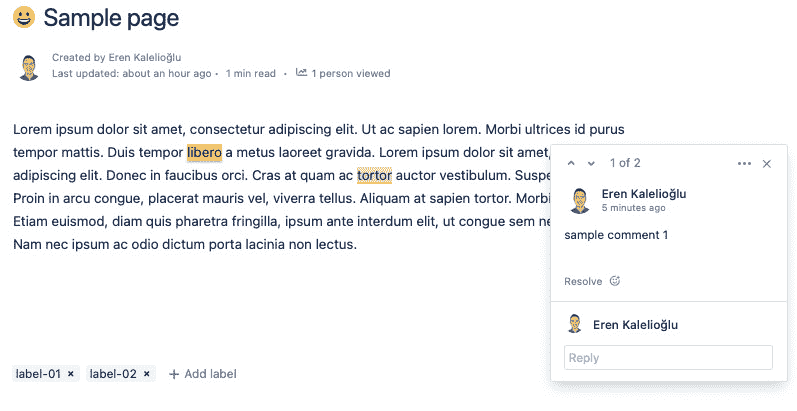 Sample page
Created by Eren Kalelioğlu
Last updated: about an hour ago • 1 min read • 1 person viewed
Lorem ipsum dolor sit amet, consectetur adipiscing elit. Ut ac sapien lorem. Morbi ultrices id purus
tempor mattis. Duis tempor libero a metus laoreet gravida. Lorem ipsum dolor sit amet,
adipiscing elit. Donec in faucibus orci. Cras at quam ac tortor auctor vestibulum. Suspe
Proin in arcu congue, placerat mauris vel, viverra tellus. Aliquam at sapien tortor. Morbi
Etiam euismod, diam quis pharetra fringilla, ipsum ante interdum elit, ut congue sem ne
Nam nec ipsum ac odio dictum porta lacinia non lectus.
1 of 2
Eren Kalelioğlu
5 minutes ago
sample comment 1
Resolve
Eren Kalelioğlu
Reply
label-01 × label-02 × + Add label